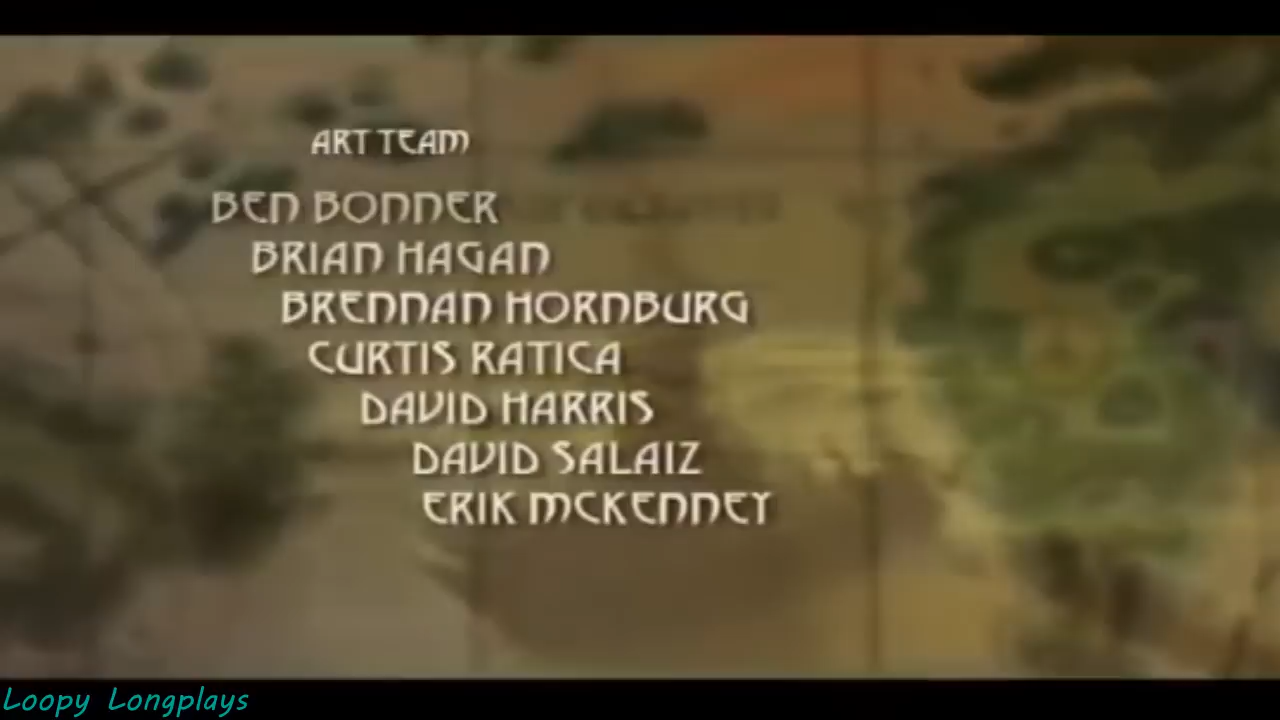 ART TEAM
BEN BONNER
BRIAN HAGAN
BRENNAN HORNBURG
CURTIS RATICA
DAVID HARRIS
DAVID SALAIZ
ERIK MCKENNEY
Loopy Longplays